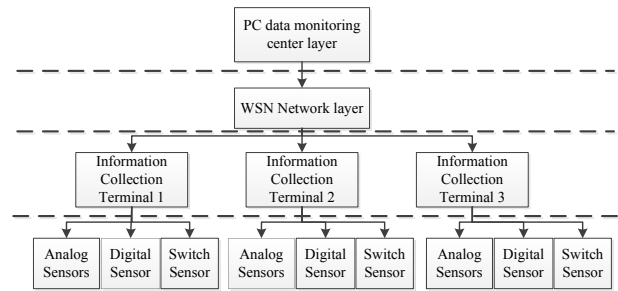 PC data monitoring
center layer
WSN Network layer
Information
Collection
Terminal 1
Information
Collection
Terminal 2
Information
Collection
Terminal 3
Analog
Sensors
Digital
Sensor
Switch
Sensor
Analog
Sensors
Digital
Sensor
Switch
Sensor
Analog
Sensors
Digital
Sensor
Switch
Sensor